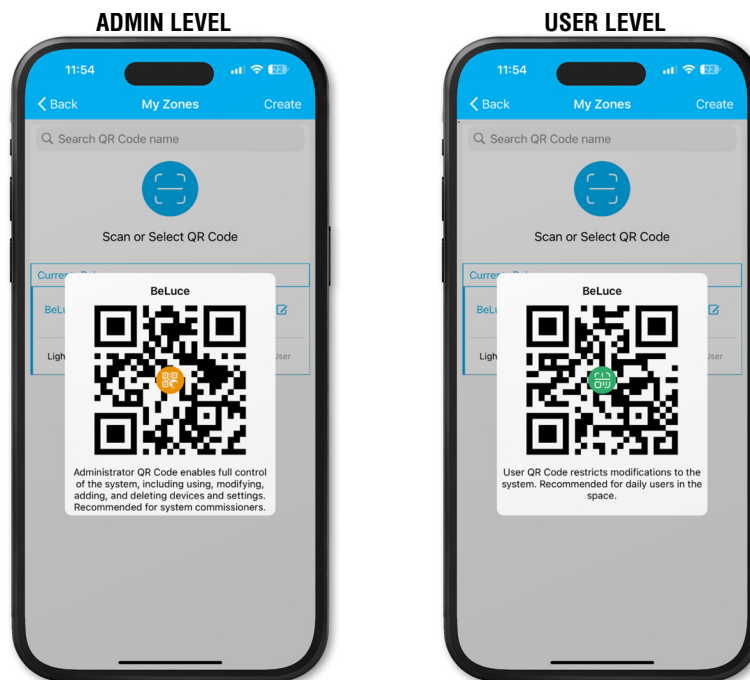 ADMIN LEVEL
11:54
22
Back
My Zones
Create
Search QR Code name
Scan or Select QR Code
BeLuce
Ligh
Administrator QR Code enables full control
of the system, including using, modifying,
adding, and deleting devices and settings.
Recommended for system commissioners.
USER LEVEL
11:54
22
Back
My Zones
Create
Search QR Code name
Scan or Select QR Code
BeLuce
Ligh
User QR Code restricts modifications to the
system. Recommended for daily users in the
space.